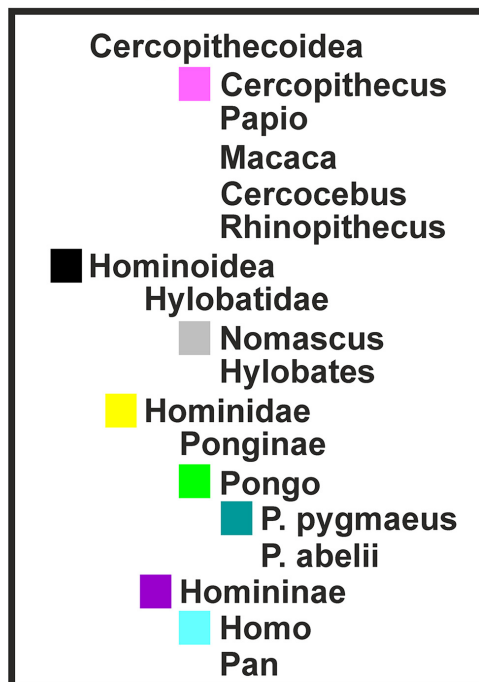 Cercopithecoidea
Cercopithecus
Papio
Macaca
Cercocebus
Rhinopithecus
Hominoidea
Hylobatidae
Nomascus
Hylobates
Hominidae
Ponginae
Pongo
P. pygmaeus
P. abelii
Homininae
Homo
Pan